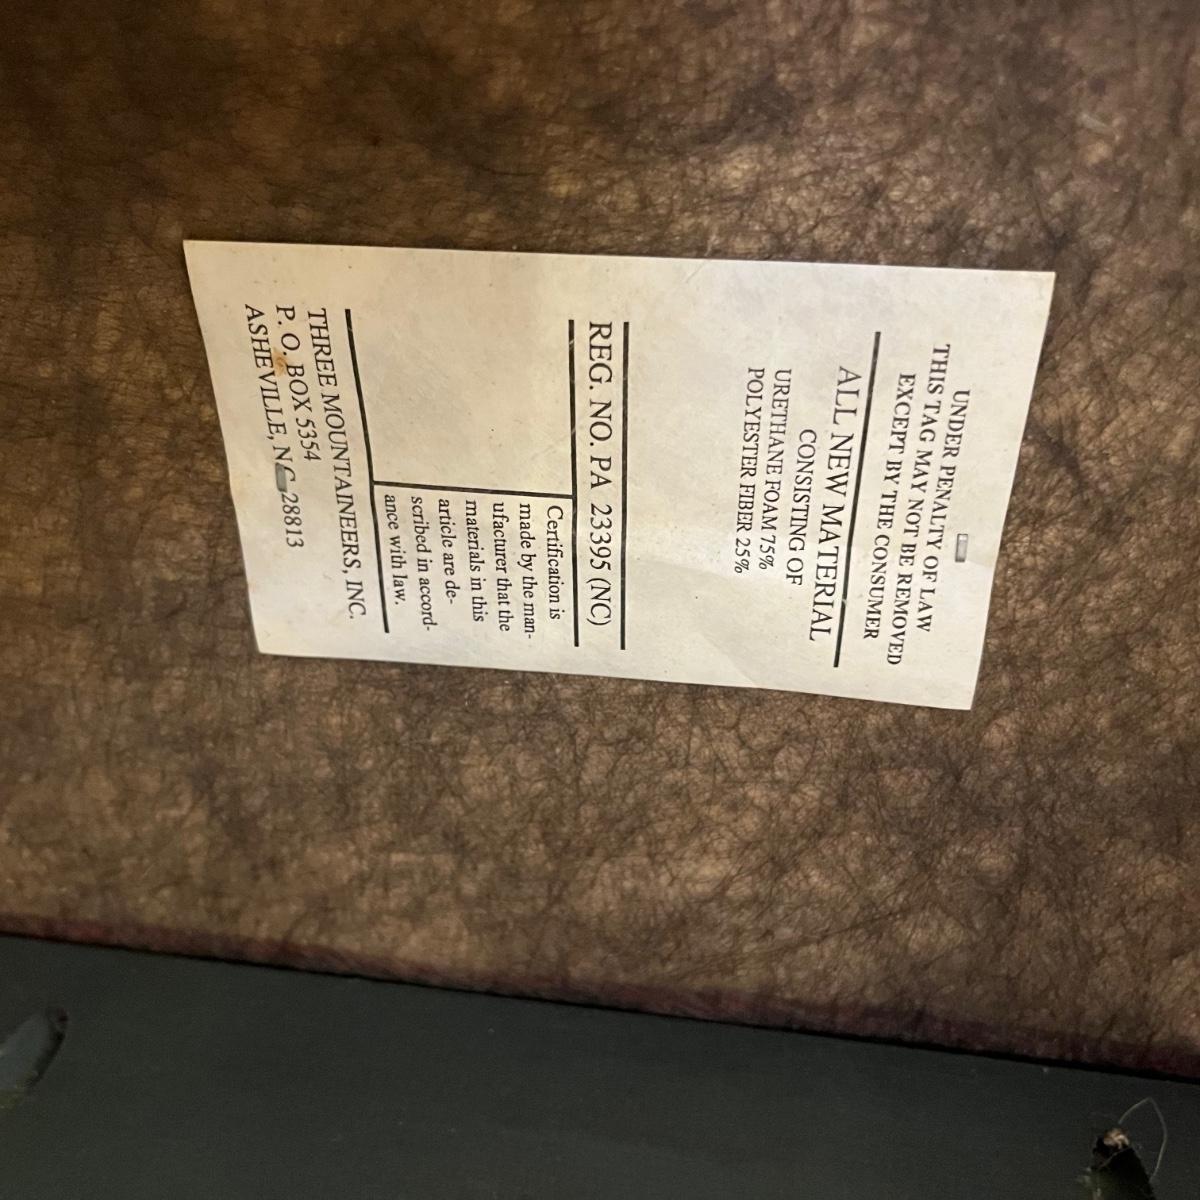 UNDER PENALTY OF LAW
THIS TAG MAY NOT BE REMOVED
EXCEPT BY THE CONSUMER
ALL NEW MATERIAL
CONSISTING OF
URETHANE FOAM 75%
POLYESTER FIBER 25%
REG. NO. PA 23395 (NC)
Certification is
made by the man-
ufacturer that the
materials in this
article are de-
scribed in accord-
ance with law.
THREE MOUNTAINEERS, INC.
P. O. BOX 5354
ASHEVILLE, NC 28813